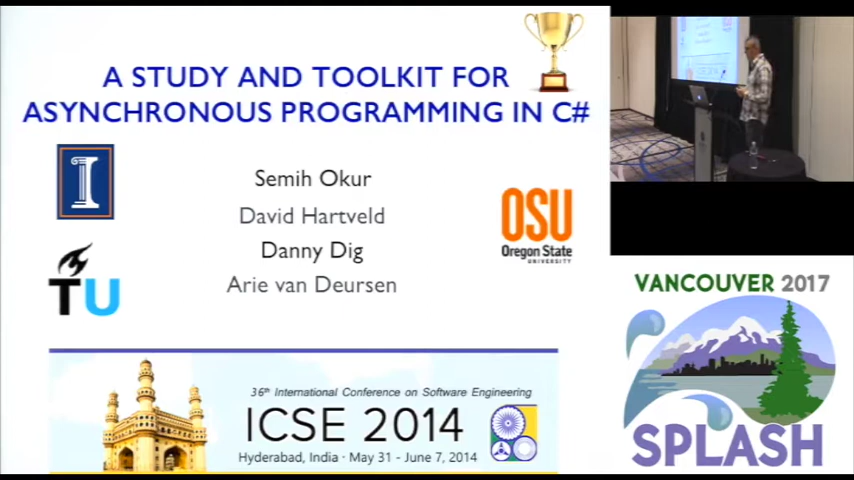 A STUDY AND TOOLKIT FOR
ASYNCHRONOUS PROGRAMMING IN C#
Semih Okur
David Hartveld
Danny Dig
Arie van Deursen
I
TU
OSU
Oregon State
UNIVERSITY
36th International Conference on Software Engineering
ICSE 2014
Hyderabad, India · May 31 - June 7, 2014
VANCOUVER 2017
SPLASH